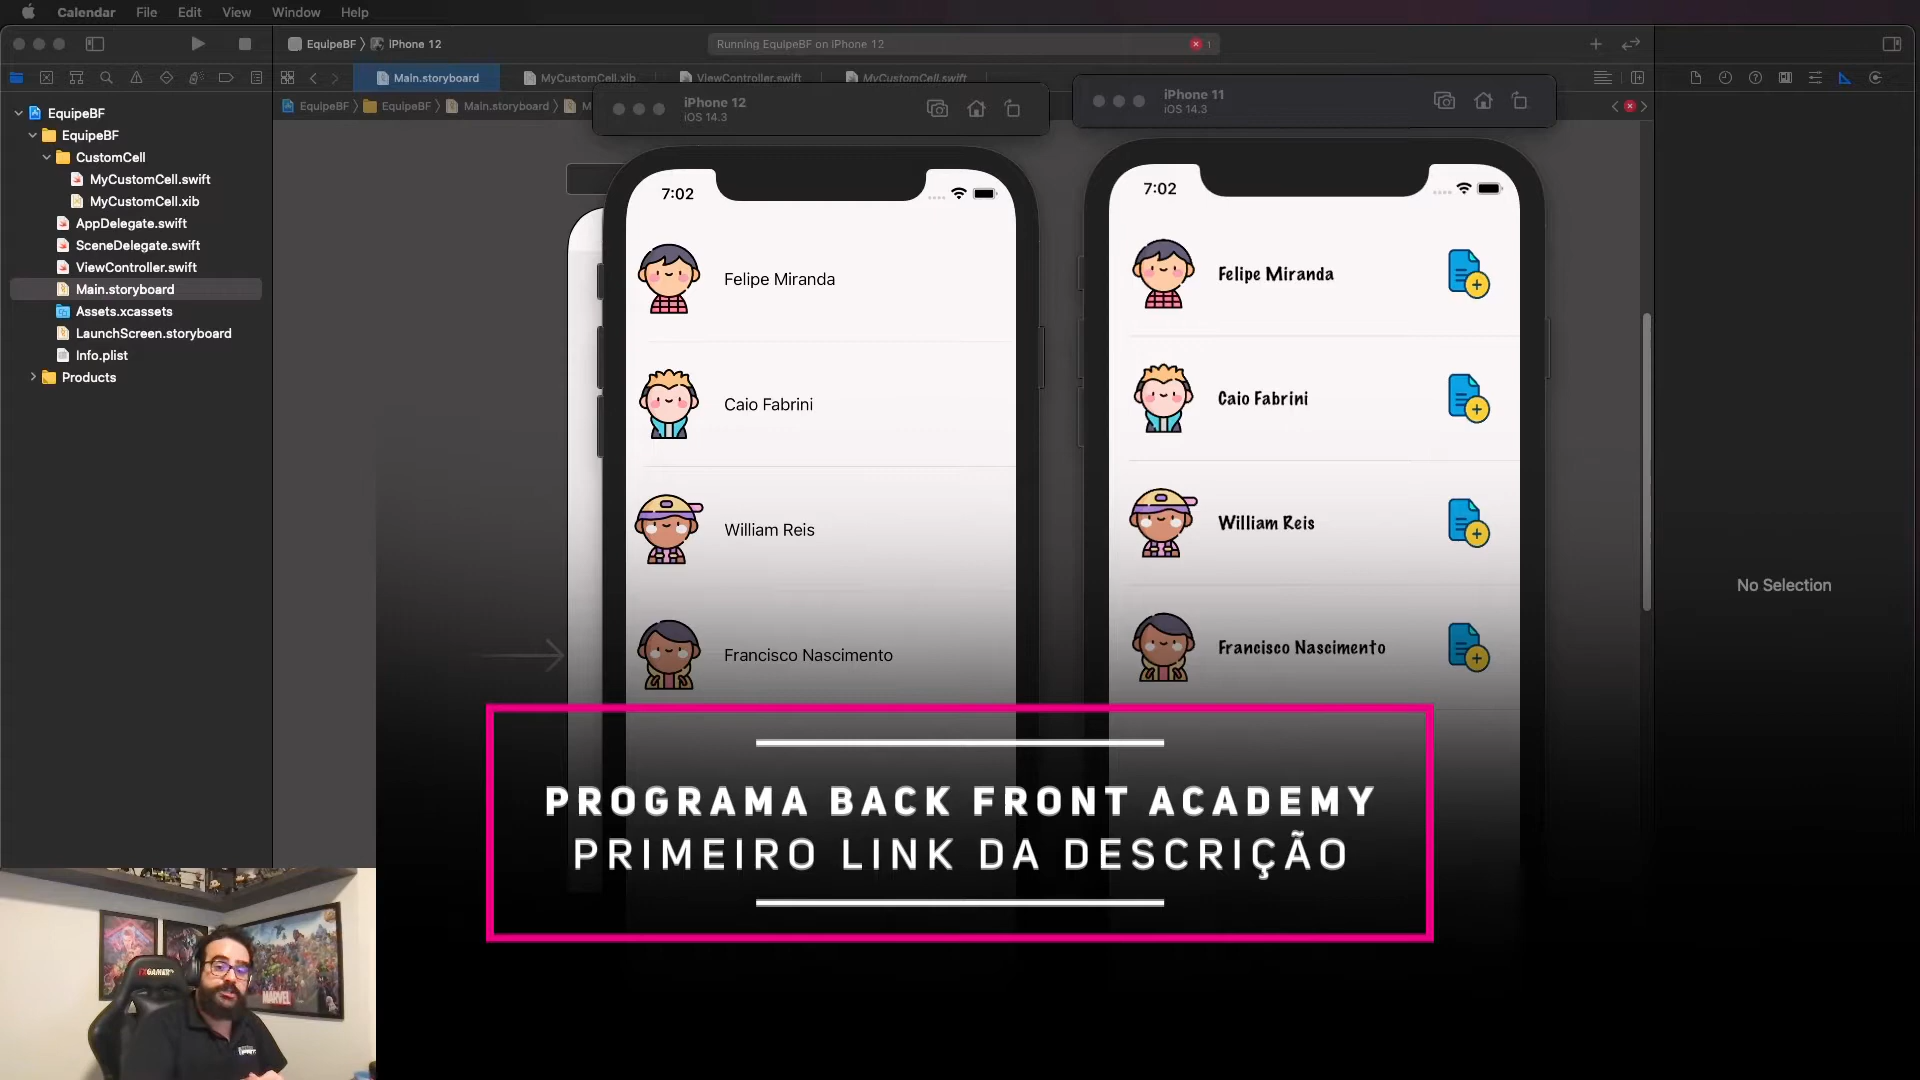 Calendar File Edit View Window Help
EquipeBF iPhone 12
Running EquipeBF on iPhone 12
1
Main.storyboard
MyCustomCell.xib
ViewController.swift
MyCustomCell.swift
EquipeBF EquipeBF Main.storyboard M
EquipeBF
EquipeBF
CustomCell
MyCustomCell.swift
MyCustomCell.xib
AppDelegate.swift
SceneDelegate.swift
ViewController.swift
Main.storyboard
Assets.xcassets
LaunchScreen.storyboard
Info.plist
Products
iPhone 12
iOS 14.3
7:02
Felipe Miranda
Caio Fabrini
William Reis
Francisco Nascimento
iPhone 11
iOS 14.3
7:02
Felipe Miranda
Caio Fabrini
William Reis
Francisco Nascimento
No Selection
PROGRAMA BACK FRONT ACADEMY
PRIMEIRO LINK DA DESCRIÇÃO
MARVEL